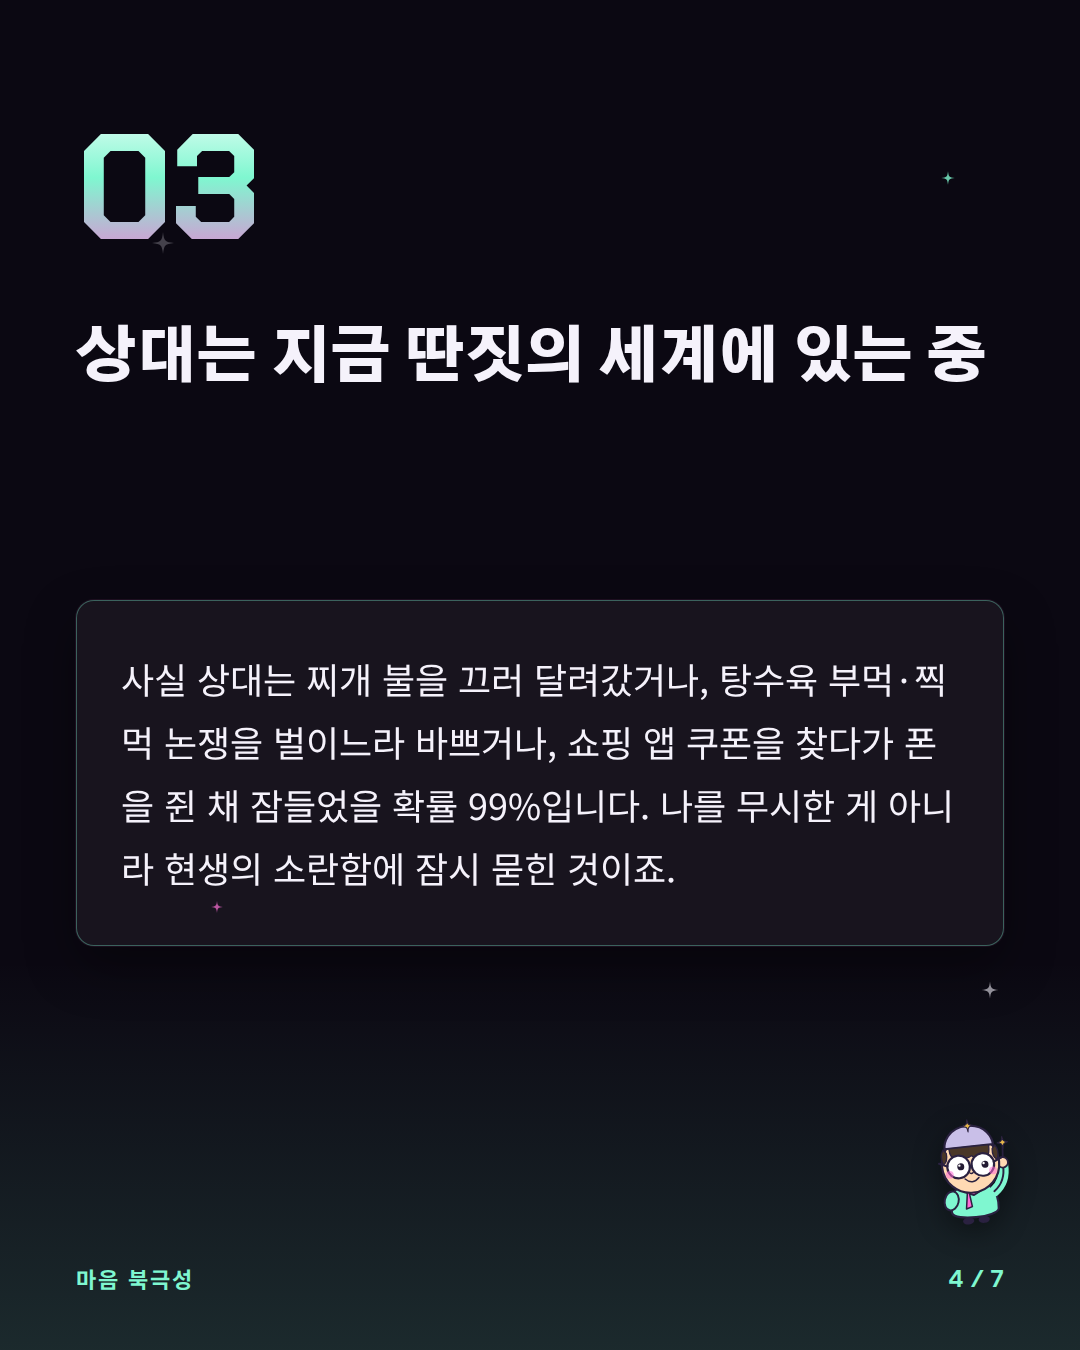 03
상대는 지금 딴짓의 세계에 있는 중
사실 상대는 찌개 불을 끄러 달려갔거나, 탕수육 부먹·찍
먹 논쟁을 벌이느라 바쁘거나, 쇼핑 앱 쿠폰을 찾다가 폰
을 쥔 채 잠들었을 확률 99%입니다. 나를 무시한 게 아니
라 현생의 소란함에 잠시 묻힌 것이죠.
마음 북극성
4 / 7